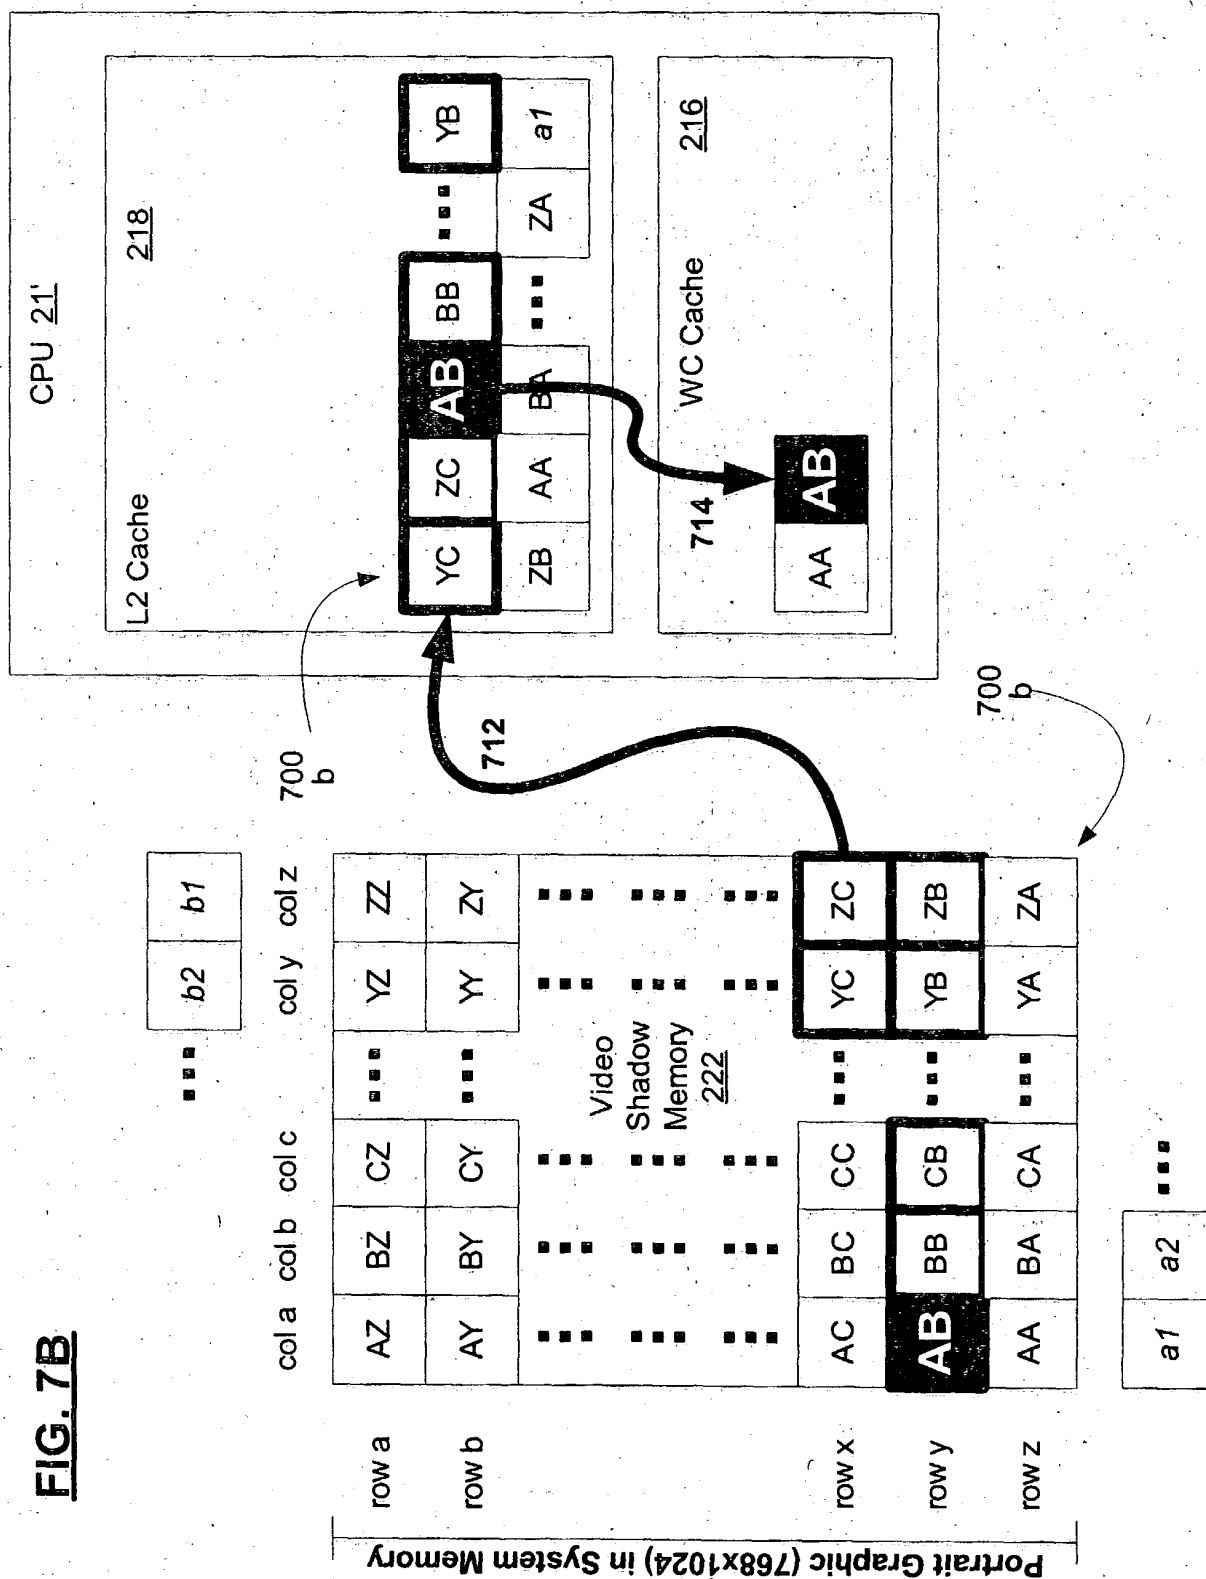 FIG. 7B
Portrait Graphic (768x1024) in System Memory
col a col b col c col y col z
b2 b1
row a AZ BZ CZ YZ ZZ
row b AY BY CY YY ZY
Video
Shadow
Memory
222
row x AC BC CC YC ZC
row y AB BB CB YB ZB
row z AA BA CA YA ZA
a1 a2
700
b
700
b
712
CPU 21'
L2 Cache 218
YC ZC AB BB YB
ZB AA BA ZA a1
714
WC Cache 216
AA AB